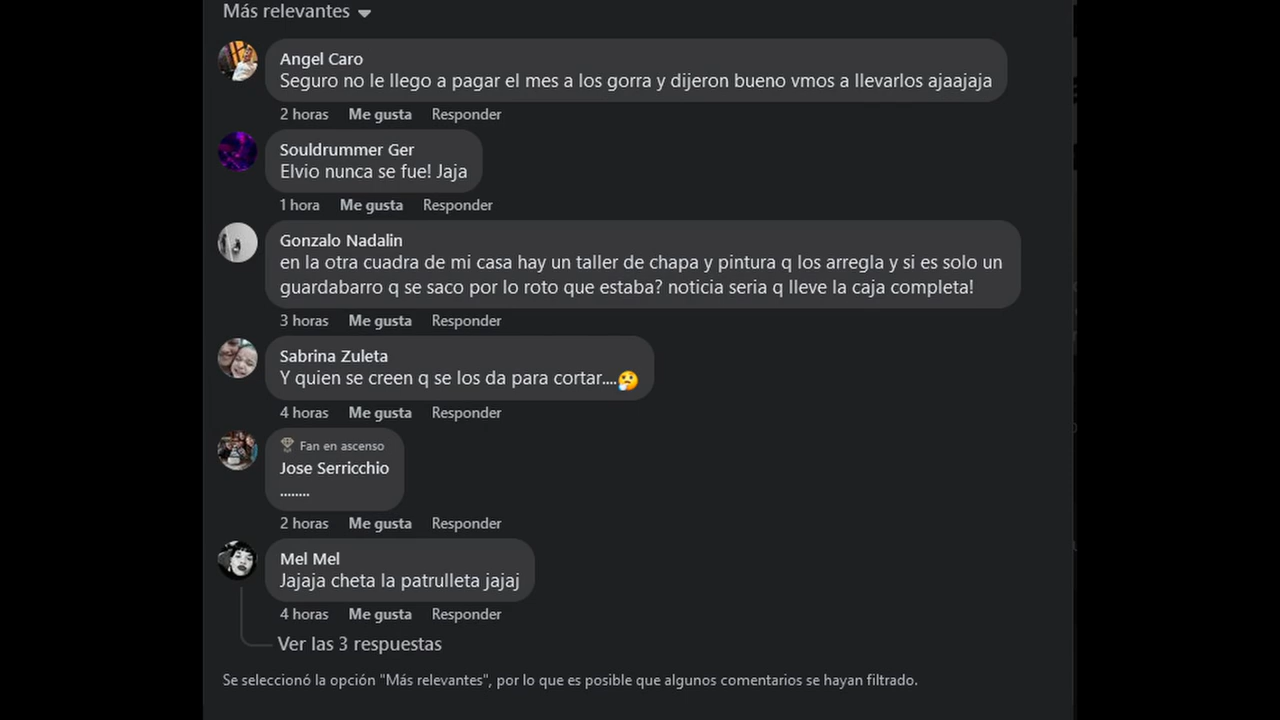 Más relevantes
Angel Caro
Seguro no le llego a pagar el mes a los gorra y dijeron bueno vmos a llevarlos ajaajaja
2 horas Me gusta Responder
Souldrummer Ger
Elvio nunca se fue! Jaja
1 hora Me gusta Responder
Gonzalo Nadalin
en la otra cuadra de mi casa hay un taller de chapa y pintura q los arregla y si es solo un
guardabarro q se saco por lo roto que estaba? noticia seria q lleve la caja completa!
3 horas Me gusta Responder
Sabrina Zuleta
Y quien se creen q se los da para cortar....🤔
4 horas Me gusta Responder
Fan en ascenso
Jose Serricchio
........
2 horas Me gusta Responder
Mel Mel
Jajaja cheta la patrulleta jajaj
4 horas Me gusta Responder
Ver las 3 respuestas
Se seleccionó la opción "Más relevantes", por lo que es posible que algunos comentarios se hayan filtrado.